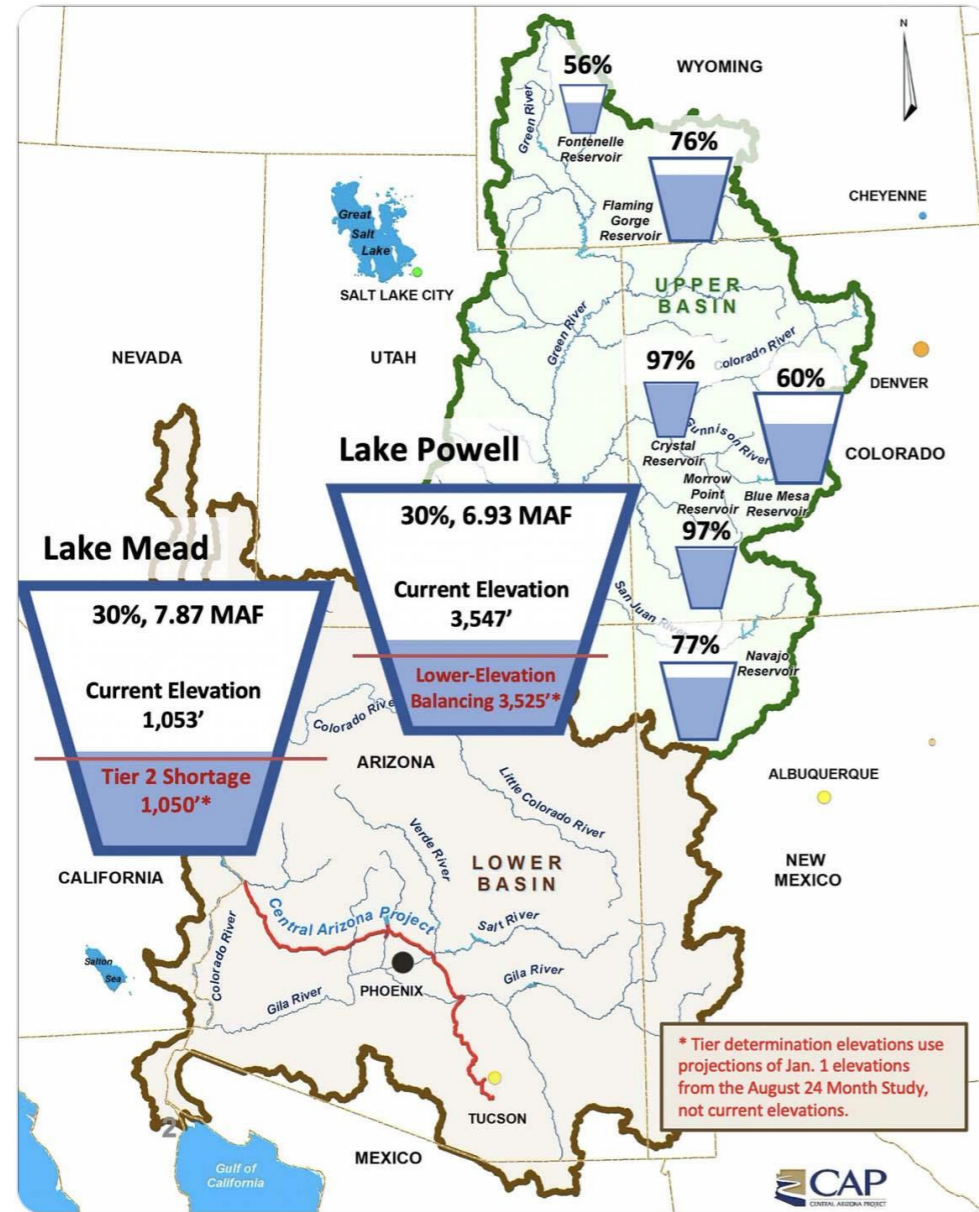 N
56%
WYOMING
Green River
Fontenelle
Reservoir
76%
Flaming
Gorge
Reservoir
CHEYENNE
Great
Salt
Lake
SALT LAKE CITY
UPPER
BASIN
NEVADA
UTAH
Green River
Colorado River
97%
60%
DENVER
Crystal
Reservoir
Gunnison River
COLORADO
Morrow
Point
Reservoir
Blue Mesa
Reservoir
97%
Lake Powell
30%, 6.93 MAF
Current Elevation
3,547’
Lower-Elevation
Balancing 3,525’*
Lake Mead
30%, 7.87 MAF
Current Elevation
1,053’
Tier 2 Shortage
1,050’*
San Juan River
77%
Navajo
Reservoir
Colorado River
ARIZONA
Little Colorado River
ALBUQUERQUE
Verde River
LOWER
BASIN
NEW
MEXICO
CALIFORNIA
Central Arizona Project
Salt River
Colorado River
Salton
Sea
PHOENIX
Gila River
Gila River
* Tier determination elevations use
projections of Jan. 1 elevations
from the August 24 Month Study,
not current elevations.
TUCSON
2
MEXICO
Gulf of
California
CAP
CENTRAL ARIZONA PROJECT